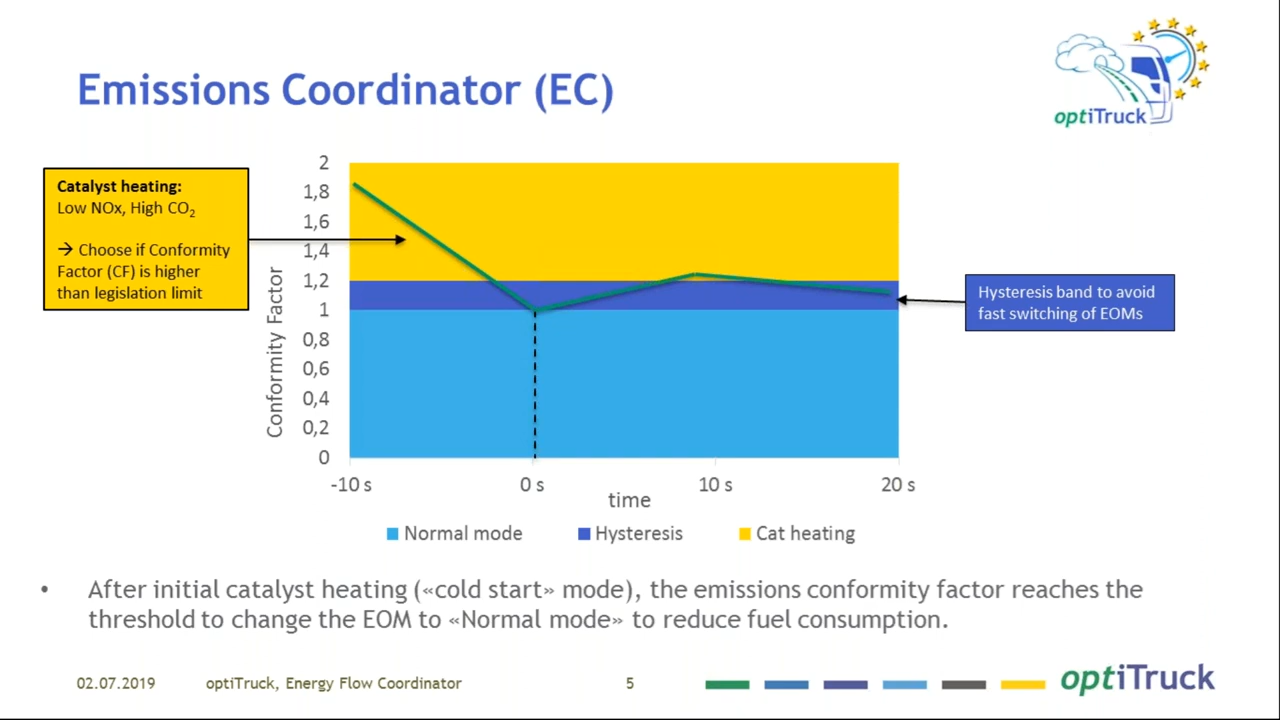 Emissions Coordinator (EC)
optiTruck
Catalyst heating:
Low NOx, High CO₂
→ Choose if Conformity
Factor (CF) is higher
than legislation limit
Conformity Factor
2
1,8
1,6
1,4
1,2
1
0,8
0,6
0,4
0,2
0
-10 s
0 s
10 s
20 s
time
Hysteresis band to avoid
fast switching of EOMs
Normal mode
Hysteresis
Cat heating
• After initial catalyst heating («cold start» mode), the emissions conformity factor reaches the
threshold to change the EOM to «Normal mode» to reduce fuel consumption.
02.07.2019
optiTruck, Energy Flow Coordinator
5
optiTruck